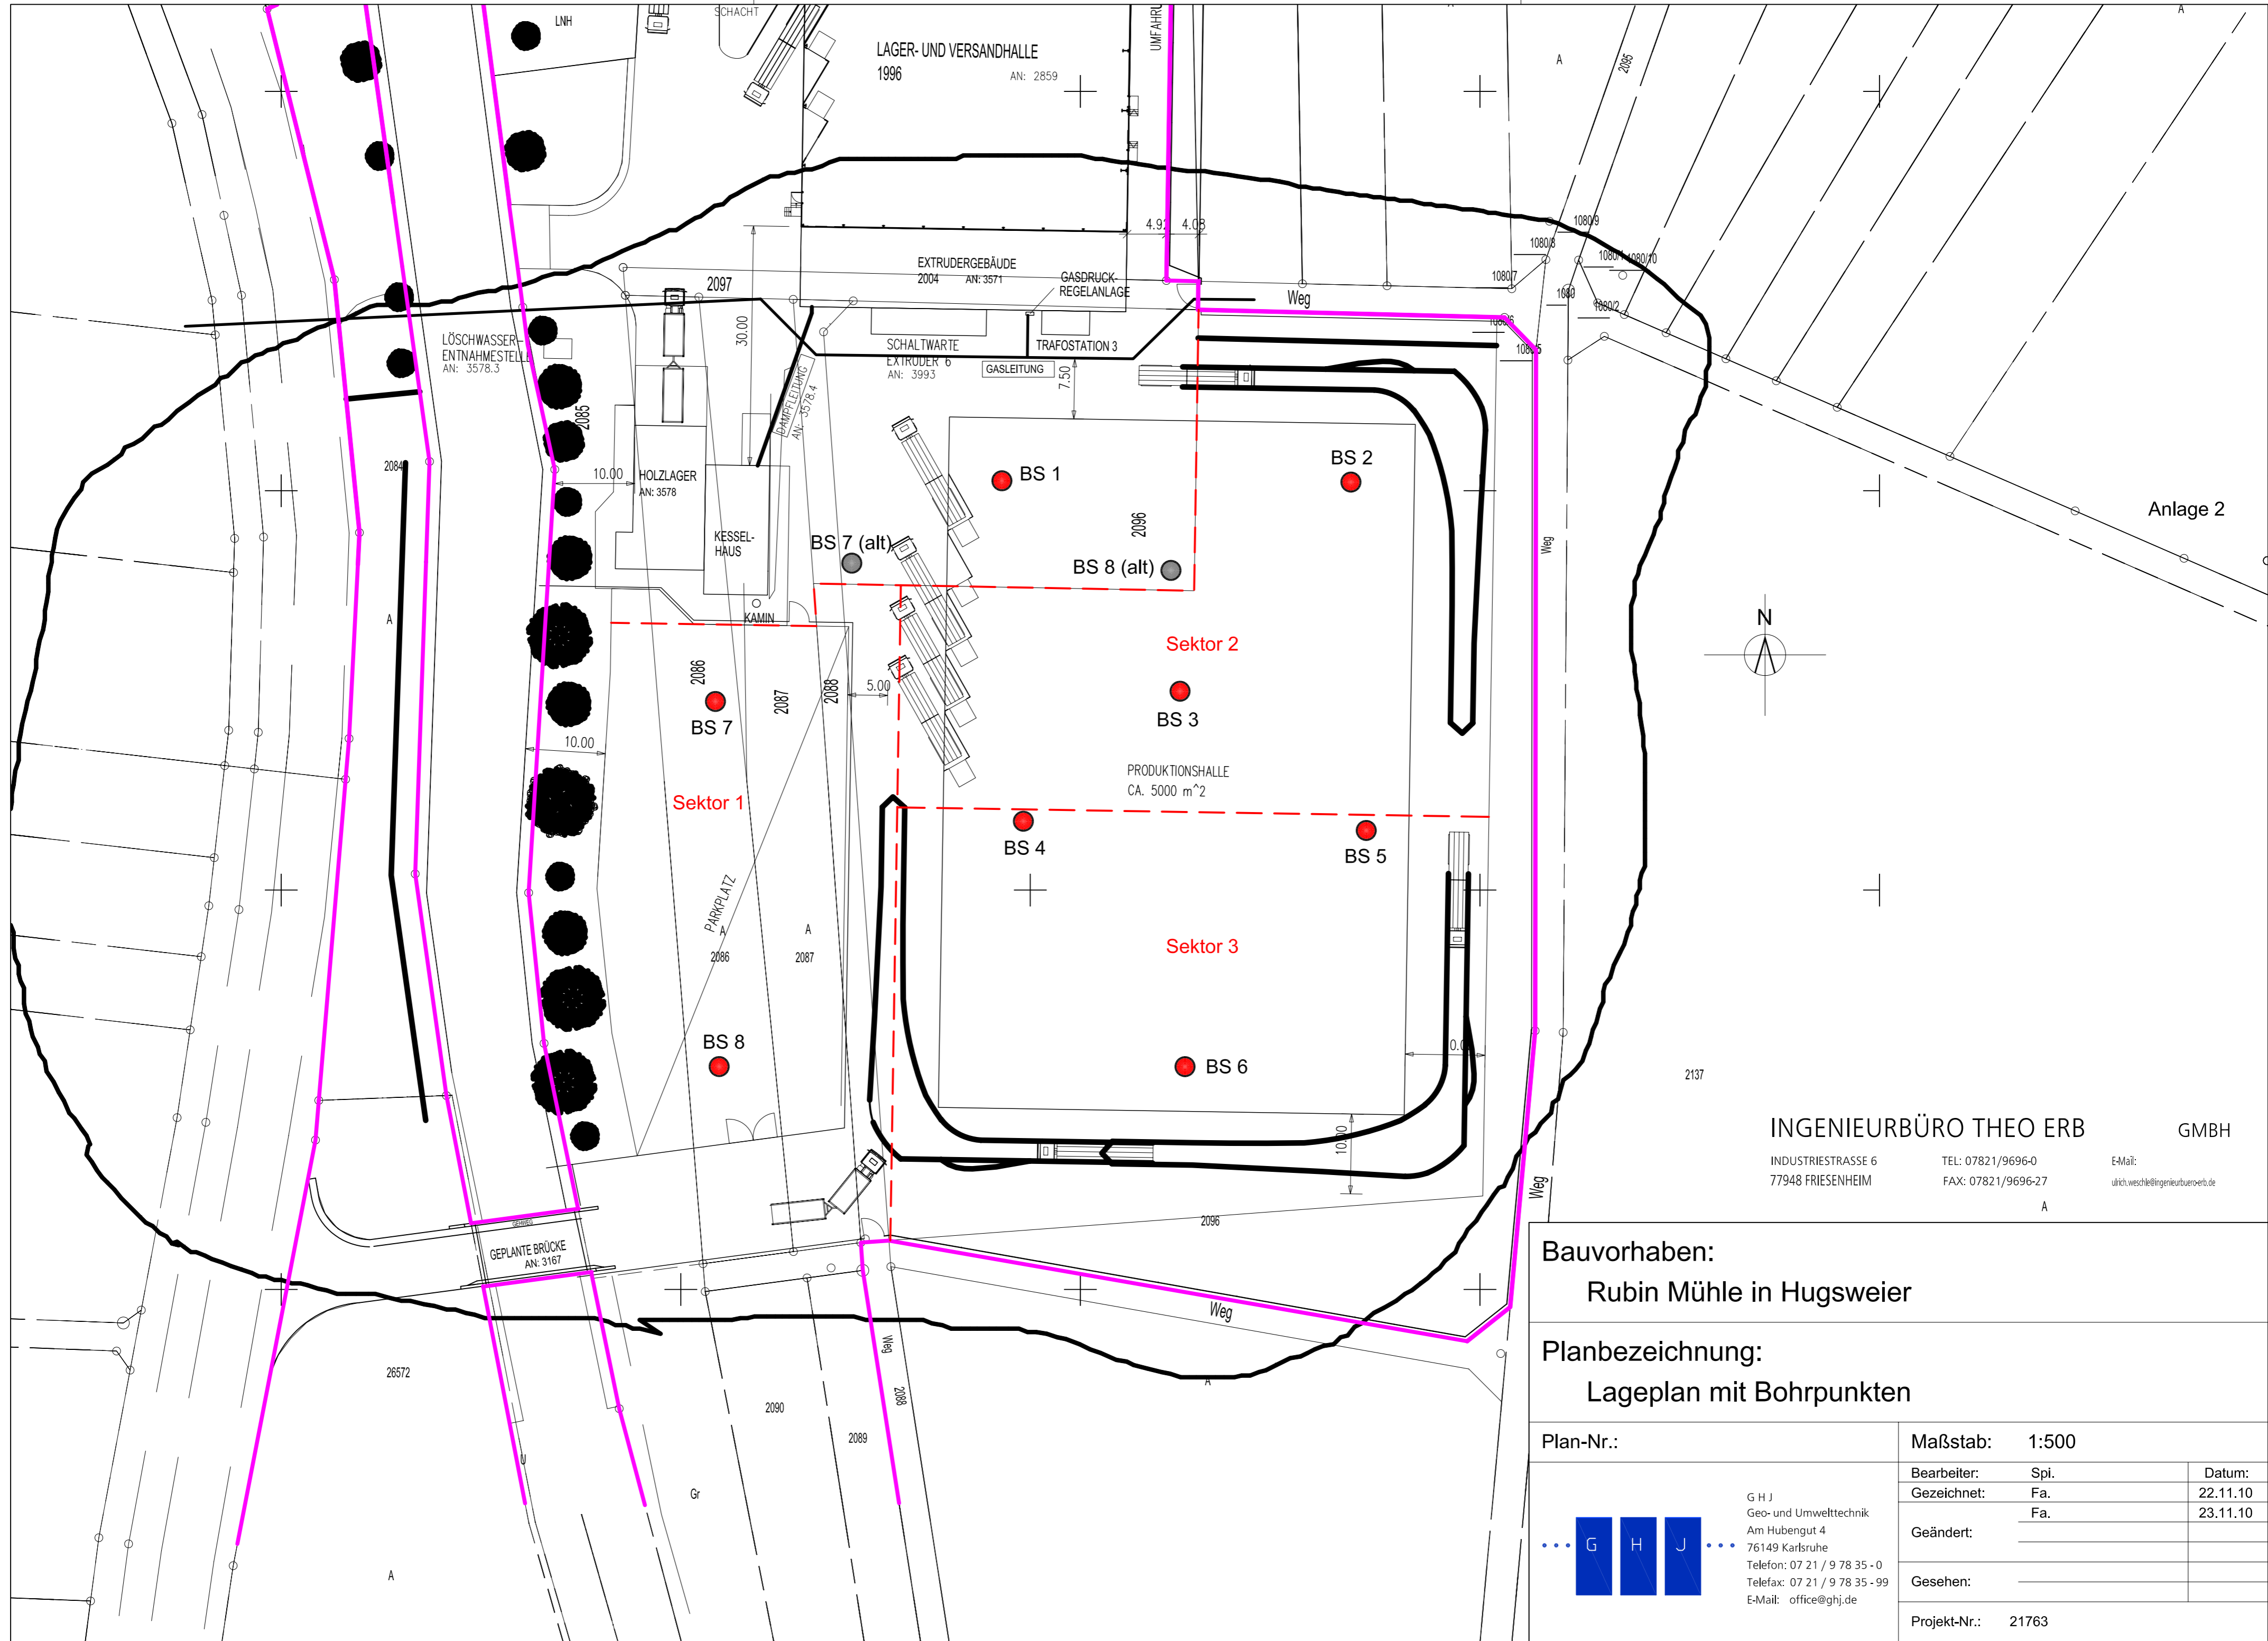 LNH
SCHACHT
LAGER- UND VERSANDHALLE
1996
AN: 2859
A
2095
A
4.92
4.08
1080/9
1080/8
1080/10
1080/7
1080
1080/2
1080/6
1080/5
EXTRUDERGEBÄUDE
2004
AN: 3571
GASDRUCK-
REGELANLAGE
2097
Weg
30.00
LÖSCHWASSER-
ENTNAHMESTELLE
AN: 3578.3
SCHALTWARTE
EXTRUDER 6
AN: 3993
TRAFOSTATION 3
GASLEITUNG
7.50
DAMPFLEITUNG
AN: 3578.4
2085
2084
10.00
HOLZLAGER
AN: 3578
BS 1
BS 2
Anlage 2
KESSEL-
HAUS
BS 7 (alt)
2096
BS 8 (alt)
Weg
KAMIN
A
N
Sektor 2
2086
2087
2088
5.00
BS 7
BS 3
10.00
PRODUKTIONSHALLE
CA. 5000 m^2
Sektor 1
BS 4
BS 5
PARKPLATZ
A
A
2086
2087
Sektor 3
BS 8
BS 6
10.00
2137
GEHWEG
GEPLANTE BRÜCKE
AN: 3167
2096
Weg
Weg
Weg
2088
26572
2090
2089
A
U
Gr
A
INGENIEURBÜRO THEO ERB GMBH
INDUSTRIESTRASSE 6 TEL: 07821/9696-0 E-Mail:
77948 FRIESENHEIM FAX: 07821/9696-27 ulrich.weschle@ingenieurbuero-erb.de
A
Bauvorhaben:
Rubin Mühle in Hugsweier
Planbezeichnung:
Lageplan mit Bohrpunkten
Plan-Nr.:
Maßstab: 1:500
Bearbeiter: Spi. Datum:
Gezeichnet: Fa. 22.11.10
Fa. 23.11.10
Geändert:
Gesehen:
Projekt-Nr.: 21763
G H J
G H J
Geo- und Umwelttechnik
Am Hubengut 4
76149 Karlsruhe
Telefon: 07 21 / 9 78 35 - 0
Telefax: 07 21 / 9 78 35 - 99
E-Mail: office@ghj.de